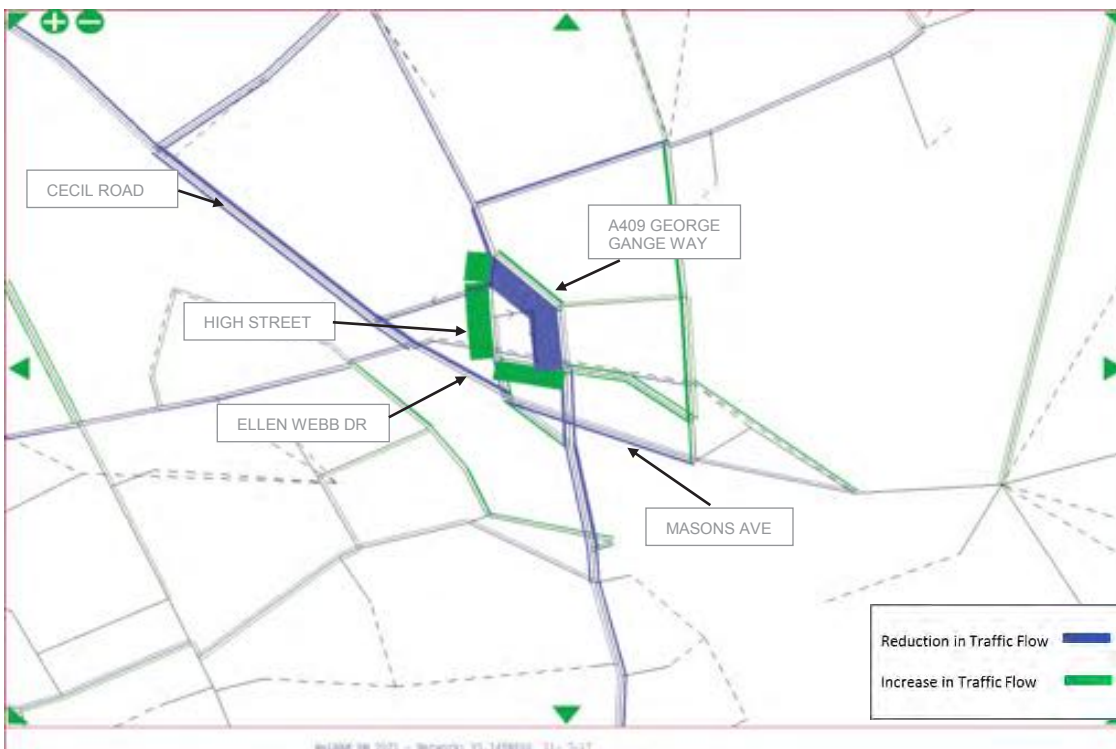 CECIL ROAD
A409 GEORGE
GANGE WAY
HIGH STREET
ELLEN WEBB DR
MASONS AVE
Reduction in Traffic Flow
Increase in Traffic Flow